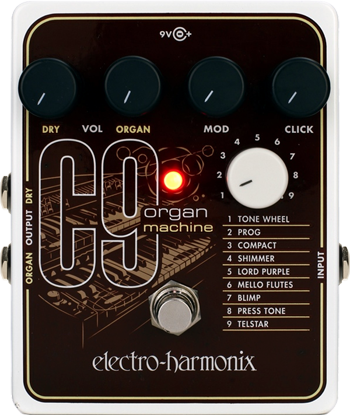 9V +
DRY VOL ORGAN MOD CLICK
C9
organ
machine
ORGAN OUTPUT DRY
INPUT
1 2 3 4 5 6 7 8 9
1 TONE WHEEL
2 PROG
3 COMPACT
4 SHIMMER
5 LORD PURPLE
6 MELLO FLUTES
7 BLIMP
8 PRESS TONE
9 TELSTAR
electro-harmonix